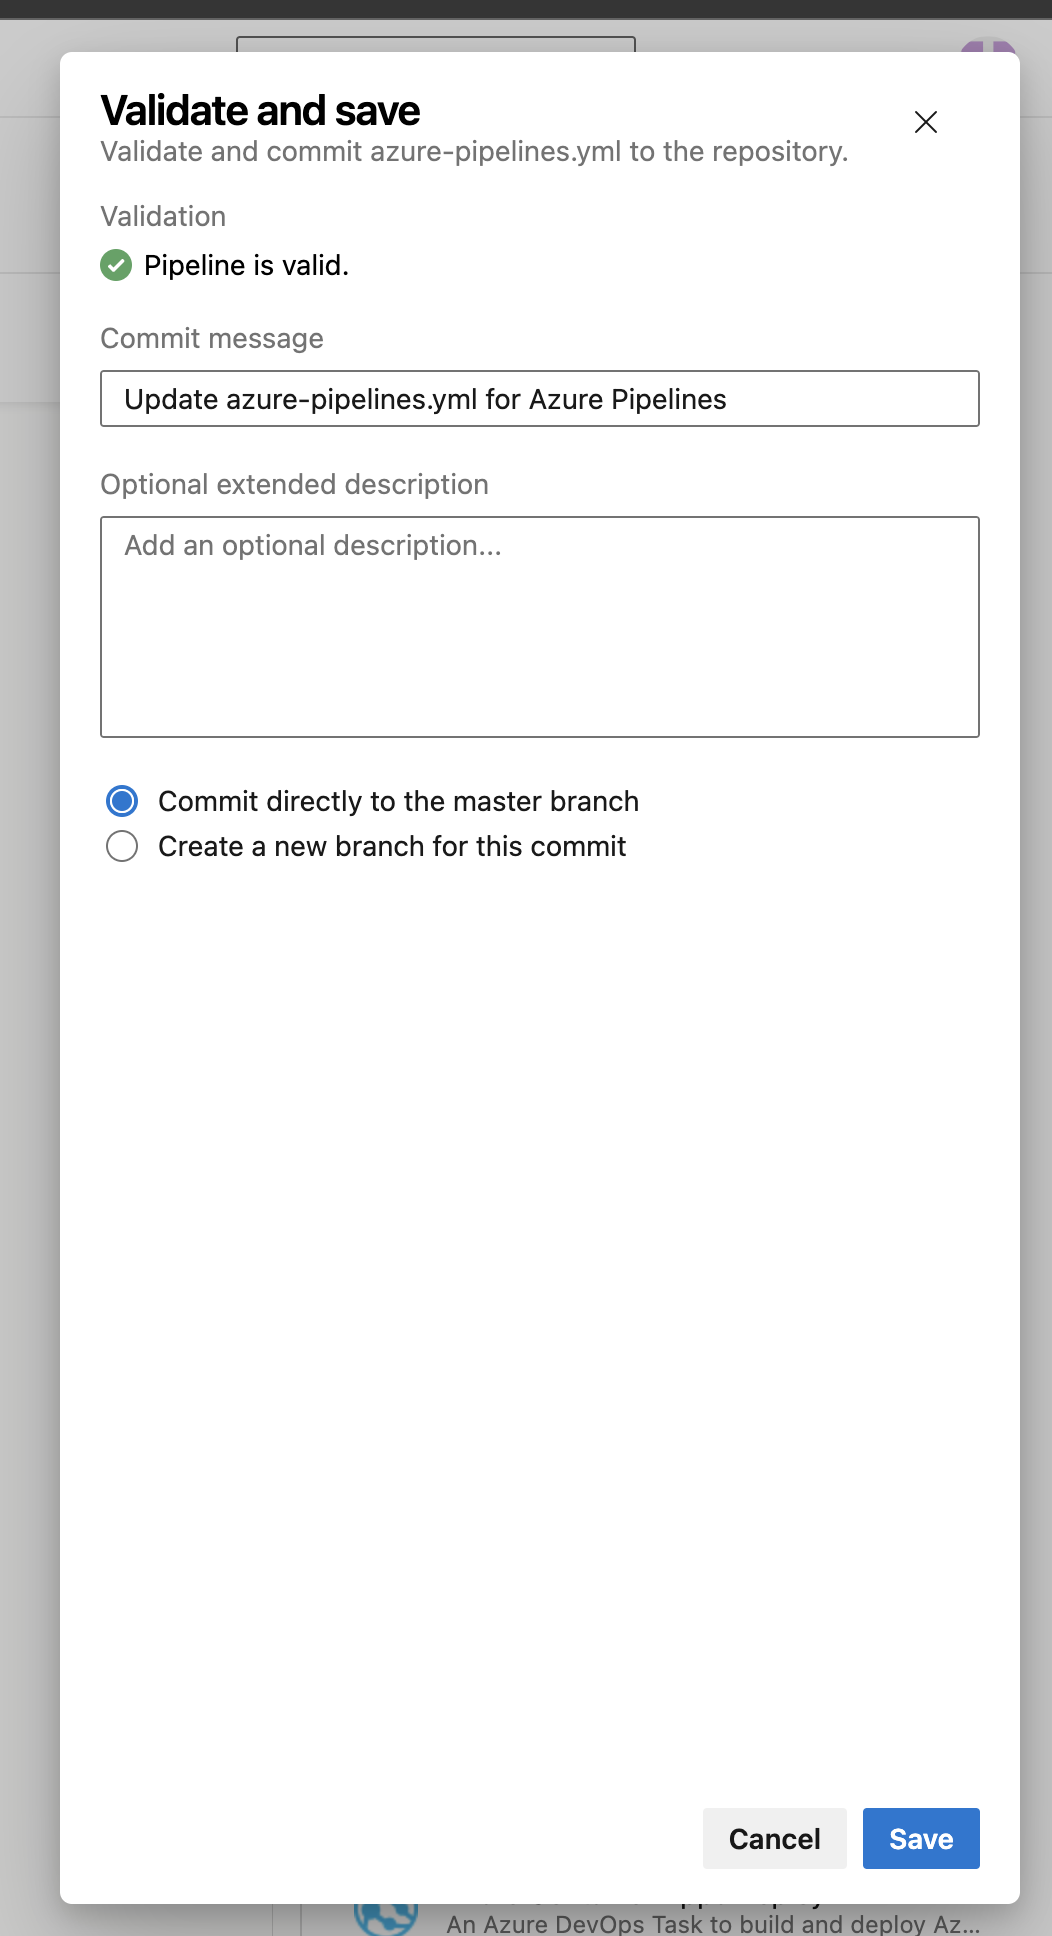 Validate and save
Validate and commit azure-pipelines.yml to the repository.
Validation
Pipeline is valid.
Commit message
Update azure-pipelines.yml for Azure Pipelines
Optional extended description
Add an optional description...
Commit directly to the master branch
Create a new branch for this commit
Cancel
Save
An Azure DevOps Task to build and deploy Az...